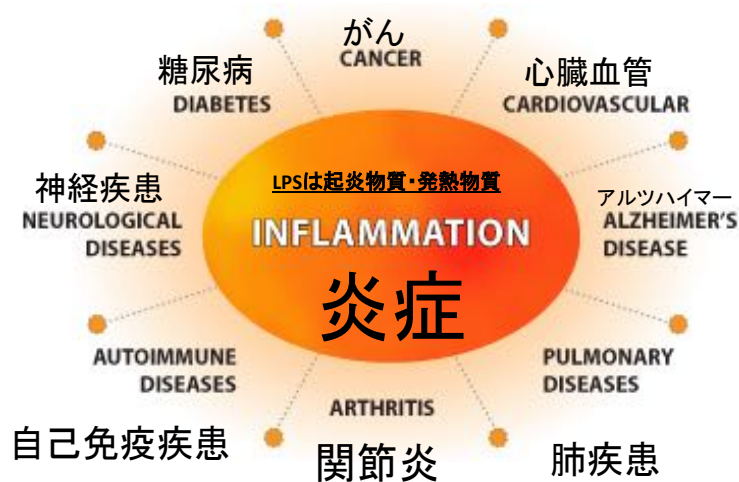 がん
CANCER
糖尿病
DIABETES
心臓血管
CARDIOVASCULAR
LPSは起炎物質・発熱物質
神経疾患
NEUROLOGICAL
DISEASES
INFLAMMATION
炎症
アルツハイマー
ALZHEIMER'S
DISEASE
AUTOIMMUNE
DISEASES
自己免疫疾患
ARTHRITIS
関節炎
PULMONARY
DISEASES
肺疾患